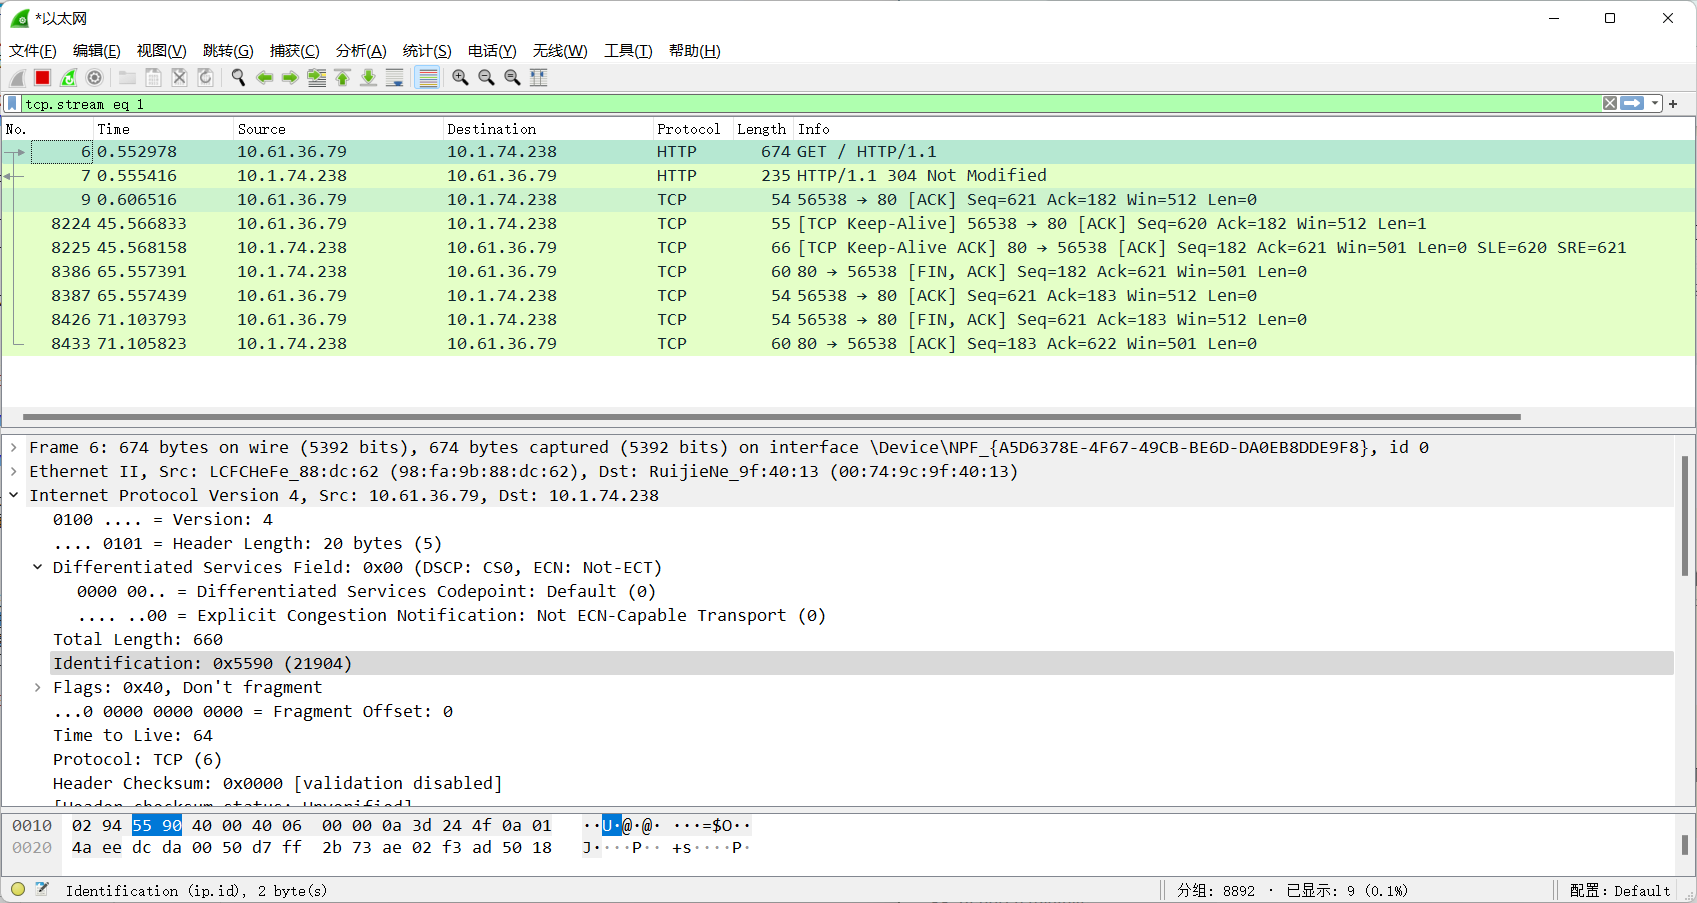 *以太网
文件(F) 编辑(E) 视图(V) 跳转(G) 捕获(C) 分析(A) 统计(S) 电话(Y) 无线(W) 工具(T) 帮助(H)
tcp.stream eq 1
No. Time Source Destination Protocol Length Info
6 0.552978 10.61.36.79 10.1.74.238 HTTP 674 GET / HTTP/1.1
7 0.555416 10.1.74.238 10.61.36.79 HTTP 235 HTTP/1.1 304 Not Modified
9 0.606516 10.61.36.79 10.1.74.238 TCP 54 56538 → 80 [ACK] Seq=621 Ack=182 Win=512 Len=0
8224 45.566833 10.61.36.79 10.1.74.238 TCP 55 [TCP Keep-Alive] 56538 → 80 [ACK] Seq=620 Ack=182 Win=512 Len=1
8225 45.568158 10.1.74.238 10.61.36.79 TCP 66 [TCP Keep-Alive ACK] 80 → 56538 [ACK] Seq=182 Ack=621 Win=501 Len=0 SLE=620 SRE=621
8386 65.557391 10.1.74.238 10.61.36.79 TCP 60 80 → 56538 [FIN, ACK] Seq=182 Ack=621 Win=501 Len=0
8387 65.557439 10.61.36.79 10.1.74.238 TCP 54 56538 → 80 [ACK] Seq=621 Ack=183 Win=512 Len=0
8426 71.103793 10.61.36.79 10.1.74.238 TCP 54 56538 → 80 [FIN, ACK] Seq=621 Ack=183 Win=512 Len=0
8433 71.105823 10.1.74.238 10.61.36.79 TCP 60 80 → 56538 [ACK] Seq=183 Ack=622 Win=501 Len=0
Frame 6: 674 bytes on wire (5392 bits), 674 bytes captured (5392 bits) on interface \Device\NPF_{A5D6378E-4F67-49CB-BE6D-DA0EB8DDE9F8}, id 0
Ethernet II, Src: LCFCHeFe_88:dc:62 (98:fa:9b:88:dc:62), Dst: RuijieNe_9f:40:13 (00:74:9c:9f:40:13)
Internet Protocol Version 4, Src: 10.61.36.79, Dst: 10.1.74.238
0100 .... = Version: 4
.... 0101 = Header Length: 20 bytes (5)
Differentiated Services Field: 0x00 (DSCP: CS0, ECN: Not-ECT)
0000 00.. = Differentiated Services Codepoint: Default (0)
.... ..00 = Explicit Congestion Notification: Not ECN-Capable Transport (0)
Total Length: 660
Identification: 0x5590 (21904)
Flags: 0x40, Don't fragment
...0 0000 0000 0000 = Fragment Offset: 0
Time to Live: 64
Protocol: TCP (6)
Header Checksum: 0x0000 [validation disabled]
[Header checksum status: Unverified]
0010 02 94 55 90 40 00 40 06 00 00 0a 3d 24 4f 0a 01 ··U·@·@· ···=$O··
0020 4a ee dc da 00 50 d7 ff 2b 73 ae 02 f3 ad 50 18 J····P·· +s····P·
Identification (ip.id), 2 byte(s) 分组: 8892 · 已显示: 9 (0.1%) 配置: Default